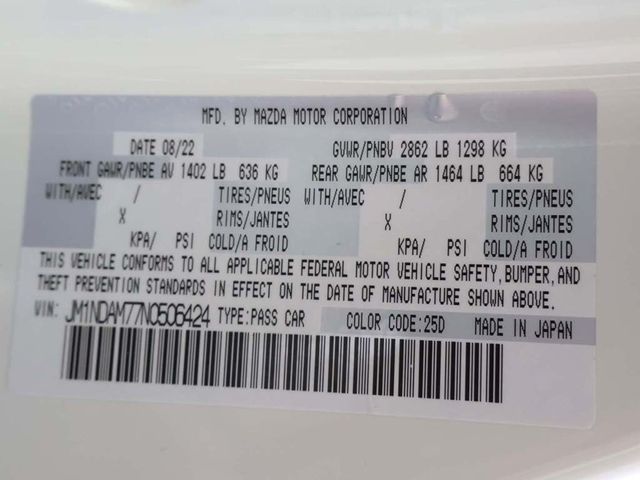 MFD. BY MAZDA MOTOR CORPORATION
DATE 08/22 GVWR/PNBV 2862 LB 1298 KG
FRONT GAWR/PNBE AV 1402 LB 636 KG REAR GAWR/PNBE AR 1464 LB 664 KG
WITH/AVEC / TIRES/PNEUS WITH/AVEC / TIRES/PNEUS
X RIMS/JANTES X RIMS/JANTES
KPA/ PSI COLD/A FROID KPA/ PSI COLD/A FROID
THIS VEHICLE CONFORMS TO ALL APPLICABLE FEDERAL MOTOR VEHICLE SAFETY, BUMPER, AND
THEFT PREVENTION STANDARDS IN EFFECT ON THE DATE OF MANUFACTURE SHOWN ABOVE.
VIN: JM1NDAM77N0506424 TYPE:PASS CAR COLOR CODE:25D MADE IN JAPAN